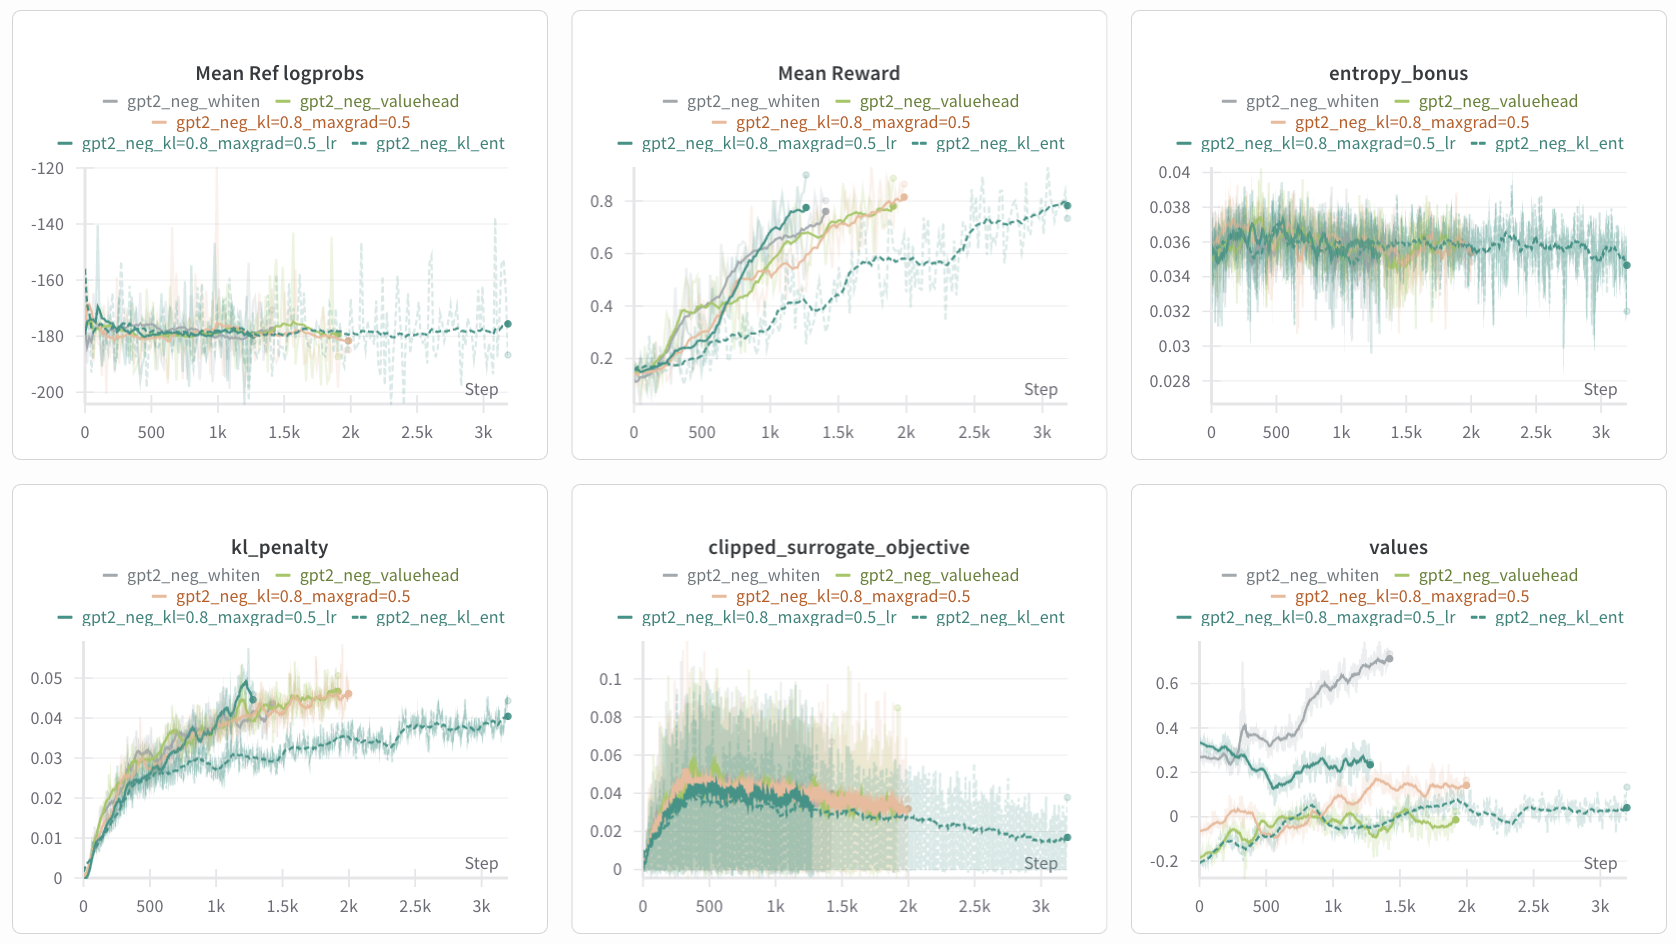 Mean Ref logprobs
gpt2_neg_whiten gpt2_neg_valuehead
gpt2_neg_kl=0.8_maxgrad=0.5
gpt2_neg_kl=0.8_maxgrad=0.5_lr gpt2_neg_kl_ent
-120
-140
-160
-180
-200
Step
0 500 1k 1.5k 2k 2.5k 3k
Mean Reward
gpt2_neg_whiten gpt2_neg_valuehead
gpt2_neg_kl=0.8_maxgrad=0.5
gpt2_neg_kl=0.8_maxgrad=0.5_lr gpt2_neg_kl_ent
0.8
0.6
0.4
0.2
Step
0 500 1k 1.5k 2k 2.5k 3k
entropy_bonus
gpt2_neg_whiten gpt2_neg_valuehead
gpt2_neg_kl=0.8_maxgrad=0.5
gpt2_neg_kl=0.8_maxgrad=0.5_lr gpt2_neg_kl_ent
0.04
0.038
0.036
0.034
0.032
0.03
0.028
Step
0 500 1k 1.5k 2k 2.5k 3k
kl_penalty
gpt2_neg_whiten gpt2_neg_valuehead
gpt2_neg_kl=0.8_maxgrad=0.5
gpt2_neg_kl=0.8_maxgrad=0.5_lr gpt2_neg_kl_ent
0.05
0.04
0.03
0.02
0.01
0
Step
0 500 1k 1.5k 2k 2.5k 3k
clipped_surrogate_objective
gpt2_neg_whiten gpt2_neg_valuehead
gpt2_neg_kl=0.8_maxgrad=0.5
gpt2_neg_kl=0.8_maxgrad=0.5_lr gpt2_neg_kl_ent
0.1
0.08
0.06
0.04
0.02
0
Step
0 500 1k 1.5k 2k 2.5k 3k
values
gpt2_neg_whiten gpt2_neg_valuehead
gpt2_neg_kl=0.8_maxgrad=0.5
gpt2_neg_kl=0.8_maxgrad=0.5_lr gpt2_neg_kl_ent
0.6
0.4
0.2
0
-0.2
Step
0 500 1k 1.5k 2k 2.5k 3k